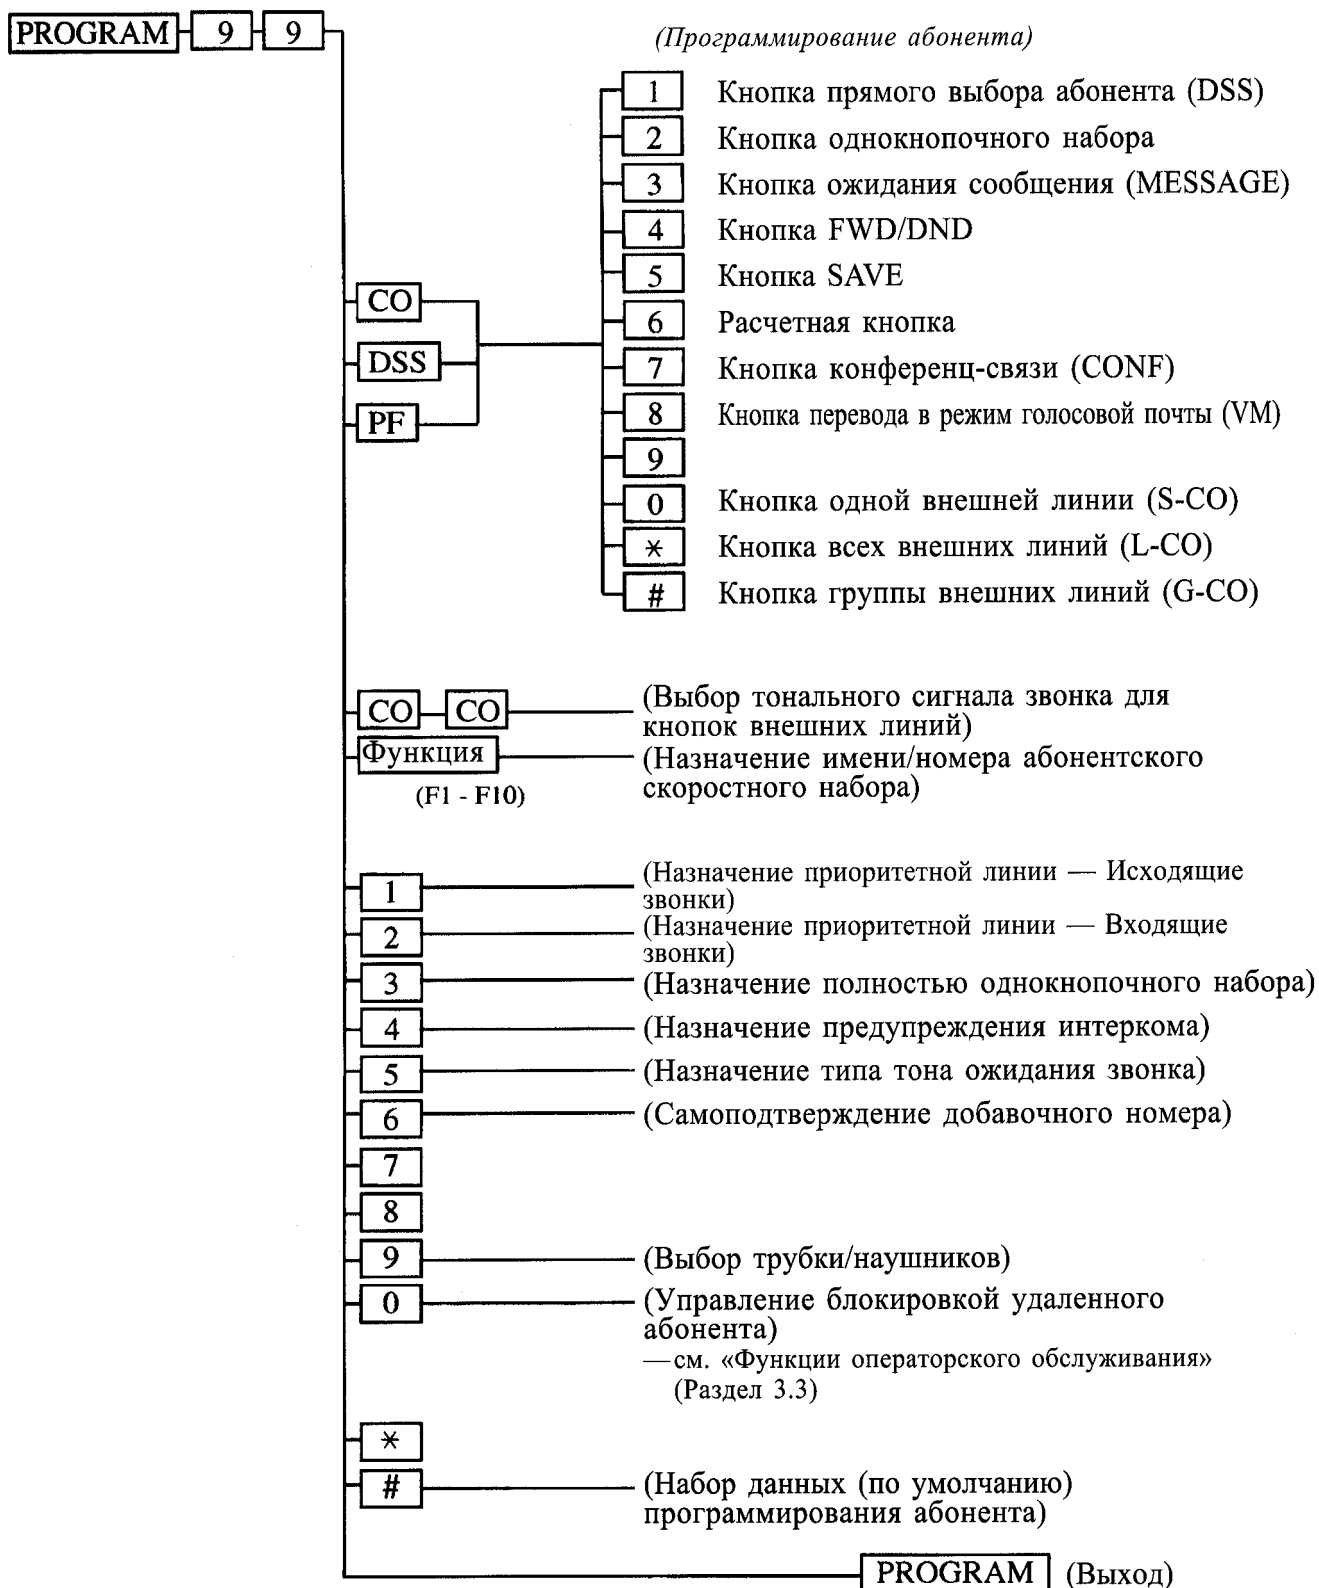 PROGRAM 9 9
(Программирование абонента)
1 Кнопка прямого выбора абонента (DSS)
2 Кнопка однокнопочного набора
3 Кнопка ожидания сообщения (MESSAGE)
4 Кнопка FWD/DND
5 Кнопка SAVE
6 Расчетная кнопка
7 Кнопка конференц-связи (CONF)
8 Кнопка перевода в режим голосовой почты (VM)
9
0 Кнопка одной внешней линии (S-CO)
* Кнопка всех внешних линий (L-CO)
# Кнопка группы внешних линий (G-CO)
CO
DSS
PF
CO CO (Выбор тонального сигнала звонка для
кнопок внешних линий)
Функция (Назначение имени/номера абонентского
скоростного набора)
(F1 - F10)
1 (Назначение приоритетной линии — Исходящие
звонки)
2 (Назначение приоритетной линии — Входящие
звонки)
3 (Назначение полностью однокнопочного набора)
4 (Назначение предупреждения интеркома)
5 (Назначение типа тона ожидания звонка)
6 (Самоподтверждение добавочного номера)
7
8
9 (Выбор трубки/наушников)
0 (Управление блокировкой удаленного
абонента)
— см. «Функции операторского обслуживания»
(Раздел 3.3)
*
# (Набор данных (по умолчанию)
программирования абонента)
PROGRAM (Выход)